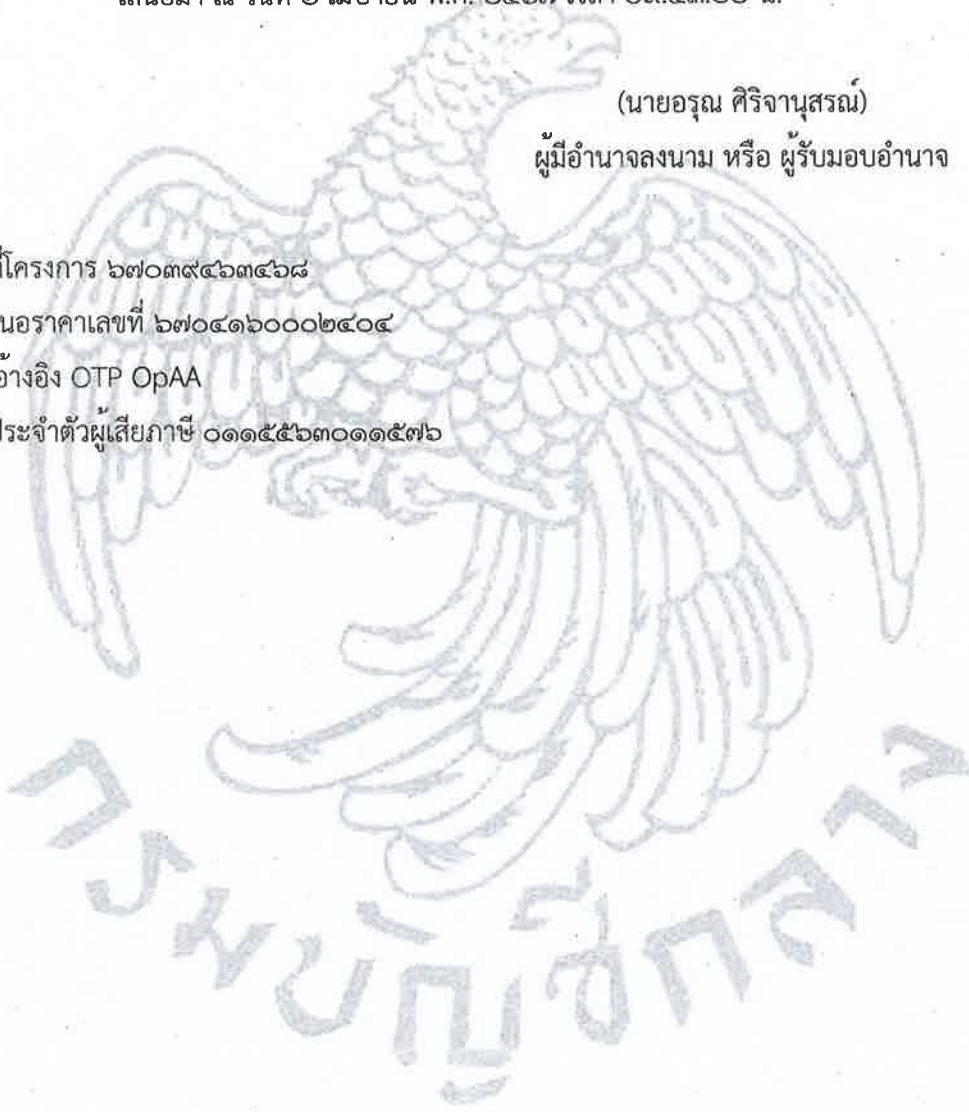 (นายอรุณ ศิริจานุสรณ์)
ผู้มีอำนาจลงนาม หรือ ผู้รับมอบอำนาจ
โครงการ ๖๗๐๓๙๔๖๓๔๖๘
นอราคาเลขที่ ๖๗๐๔๑๖๐๐๐๒๔๐๔
อ้างอิง OTP OpAA
ประจำตัวผู้เสียภาษี ๐๑๑๕๕๖๓๐๑๑๕๗๖
กรมบัญชีกลาง